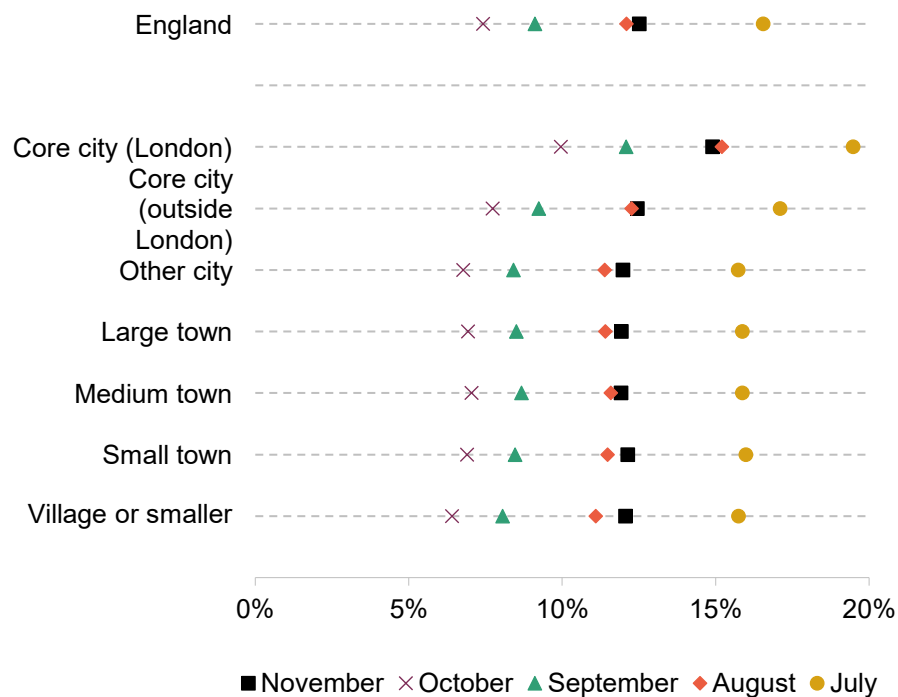 England
Core city (London)
Core city
(outside
London)
Other city
Large town
Medium town
Small town
Village or smaller
0% 5% 10% 15% 20%
November October September August July